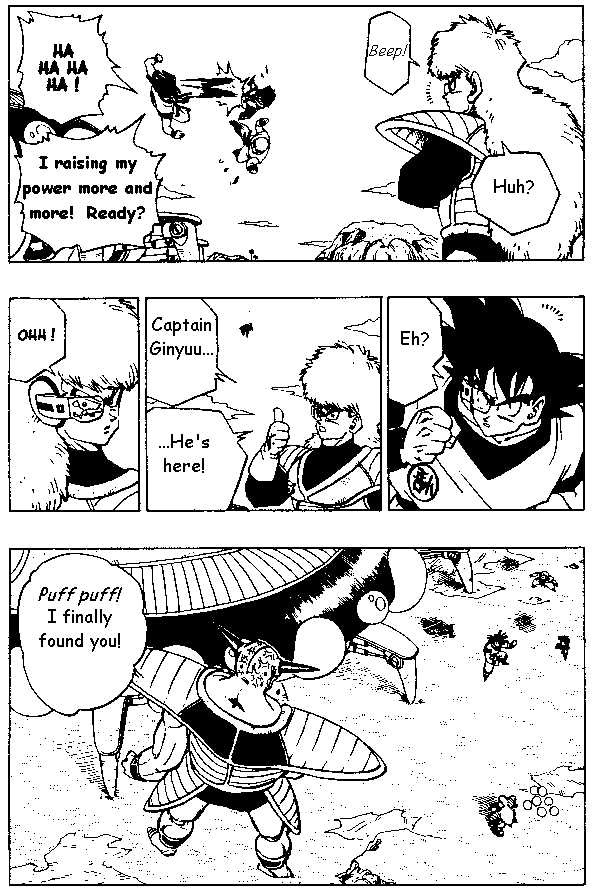 HA
HA HA
HA !
I raising my
power more and
more! Ready?
Beep!
Huh?
OHH !
Captain
Ginyuu...
...He's
here!
Eh?
Puff puff!
I finally
found you!